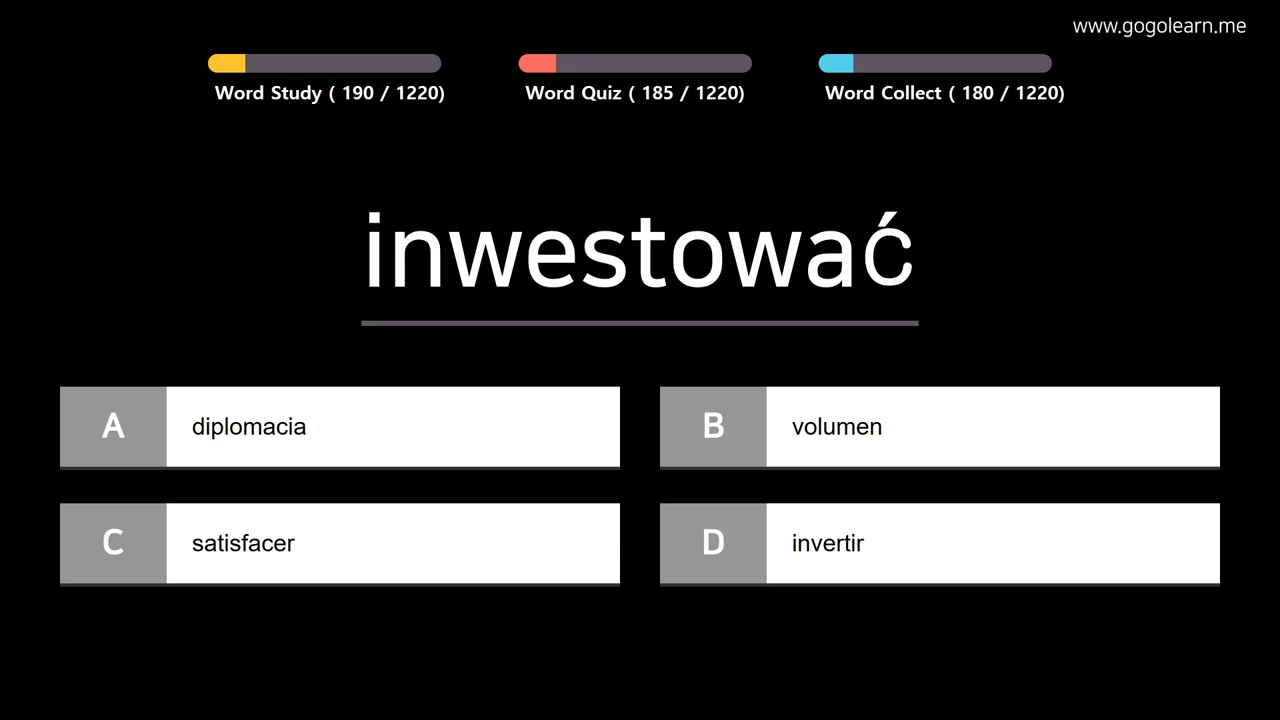 www.gogolearn.me
Word Study ( 190 / 1220)
Word Quiz ( 185 / 1220)
Word Collect ( 180 / 1220)
inwestować
A diplomacia
B volumen
C satisfacer
D invertir